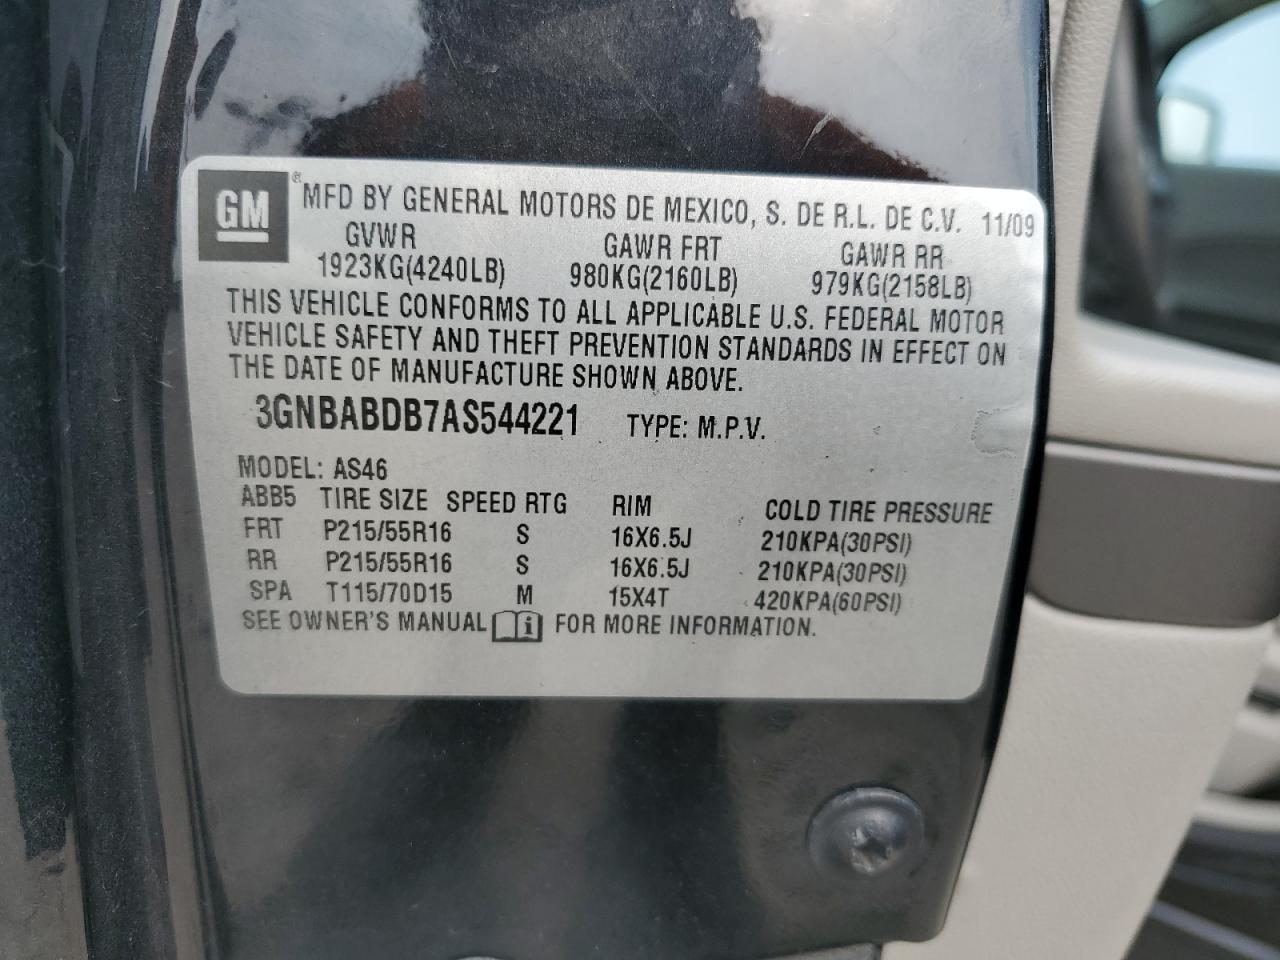 GM® MFD BY GENERAL MOTORS DE MEXICO, S. DE R.L. DE C.V. 11/09
GVWR GAWR FRT GAWR RR
1923KG(4240LB) 980KG(2160LB) 979KG(2158LB)
THIS VEHICLE CONFORMS TO ALL APPLICABLE U.S. FEDERAL MOTOR
VEHICLE SAFETY AND THEFT PREVENTION STANDARDS IN EFFECT ON
THE DATE OF MANUFACTURE SHOWN ABOVE.
3GNBABDB7AS544221 TYPE: M.P.V.
MODEL: AS46
ABB5 TIRE SIZE SPEED RTG RIM COLD TIRE PRESSURE
FRT P215/55R16 S 16X6.5J 210KPA(30PSI)
RR P215/55R16 S 16X6.5J 210KPA(30PSI)
SPA T115/70D15 M 15X4T 420KPA(60PSI)
SEE OWNER'S MANUAL i FOR MORE INFORMATION.